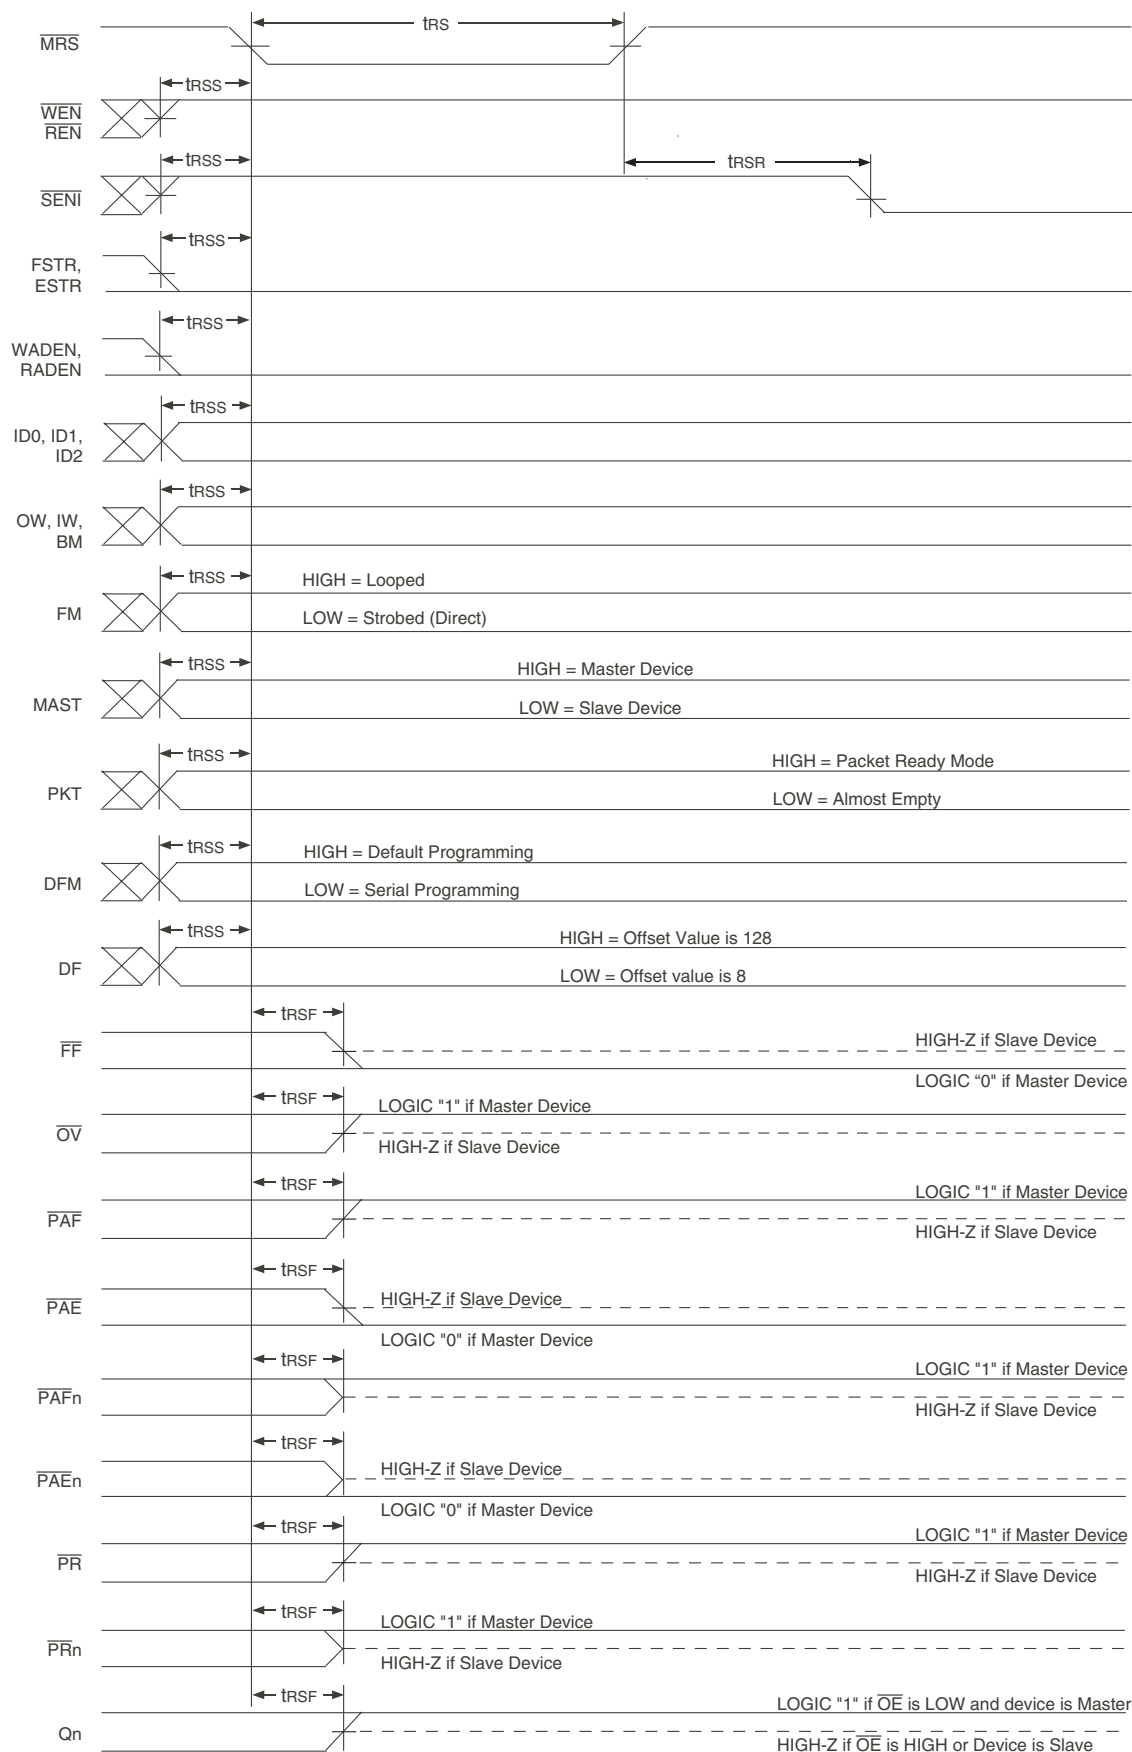 tRS
MRS
tRSS
WEN
REN
tRSS
tRSR
SENI
tRSS
FSTR,
ESTR
tRSS
WADEN,
RADEN
tRSS
ID0, ID1,
ID2
tRSS
OW, IW,
BM
tRSS
HIGH = Looped
FM
LOW = Strobed (Direct)
tRSS
HIGH = Master Device
MAST
LOW = Slave Device
tRSS
HIGH = Packet Ready Mode
PKT
LOW = Almost Empty
tRSS
HIGH = Default Programming
DFM
LOW = Serial Programming
tRSS
HIGH = Offset Value is 128
DF
LOW = Offset value is 8
tRSF
FF
HIGH-Z if Slave Device
LOGIC "0" if Master Device
tRSF
LOGIC "1" if Master Device
OV
HIGH-Z if Slave Device
tRSF
LOGIC "1" if Master Device
PAF
HIGH-Z if Slave Device
tRSF
PAE
HIGH-Z if Slave Device
LOGIC "0" if Master Device
tRSF
LOGIC "1" if Master Device
PAFn
HIGH-Z if Slave Device
tRSF
HIGH-Z if Slave Device
PAEn
LOGIC "0" if Master Device
tRSF
LOGIC "1" if Master Device
PR
HIGH-Z if Slave Device
tRSF
LOGIC "1" if Master Device
PRn
HIGH-Z if Slave Device
tRSF
LOGIC "1" if OE is LOW and device is Master
Qn
HIGH-Z if OE is HIGH or Device is Slave